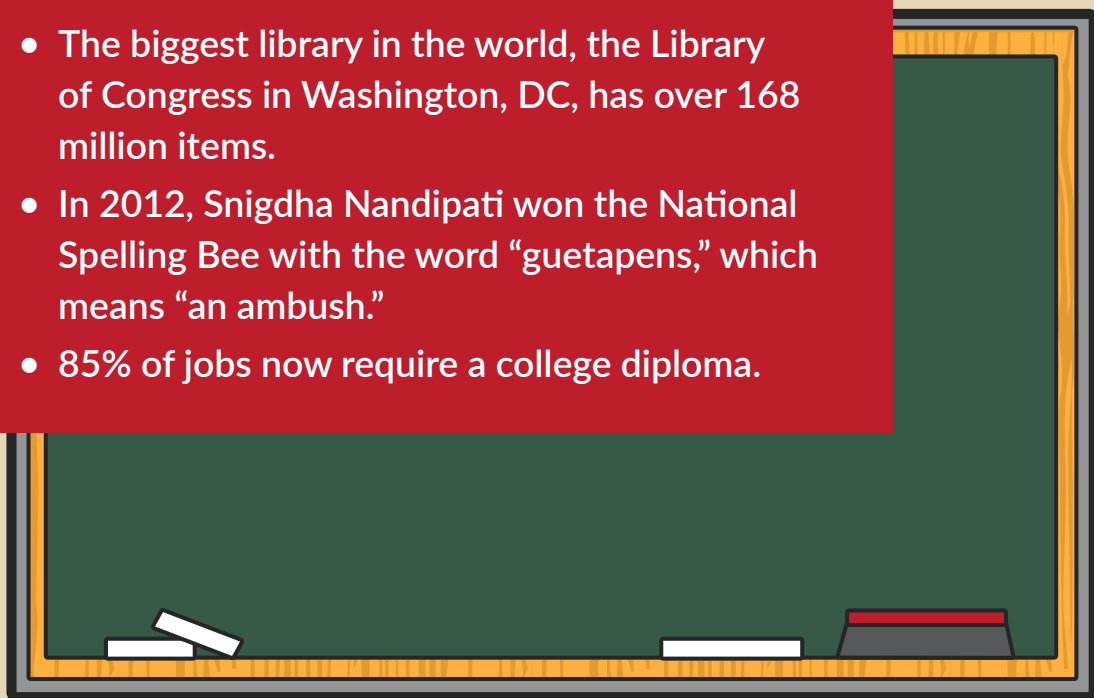 • The biggest library in the world, the Library
of Congress in Washington, DC, has over 168
million items.
• In 2012, Snigdha Nandipati won the National
Spelling Bee with the word “guetapens,” which
means “an ambush.”
• 85% of jobs now require a college diploma.